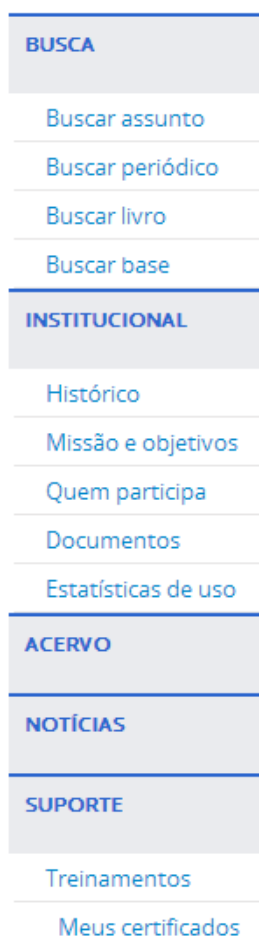 BUSCA
Buscar assunto
Buscar periódico
Buscar livro
Buscar base
INSTITUCIONAL
Histórico
Missão e objetivos
Quem participa
Documentos
Estatísticas de uso
ACERVO
NOTÍCIAS
SUPORTE
Treinamentos
Meus certificados